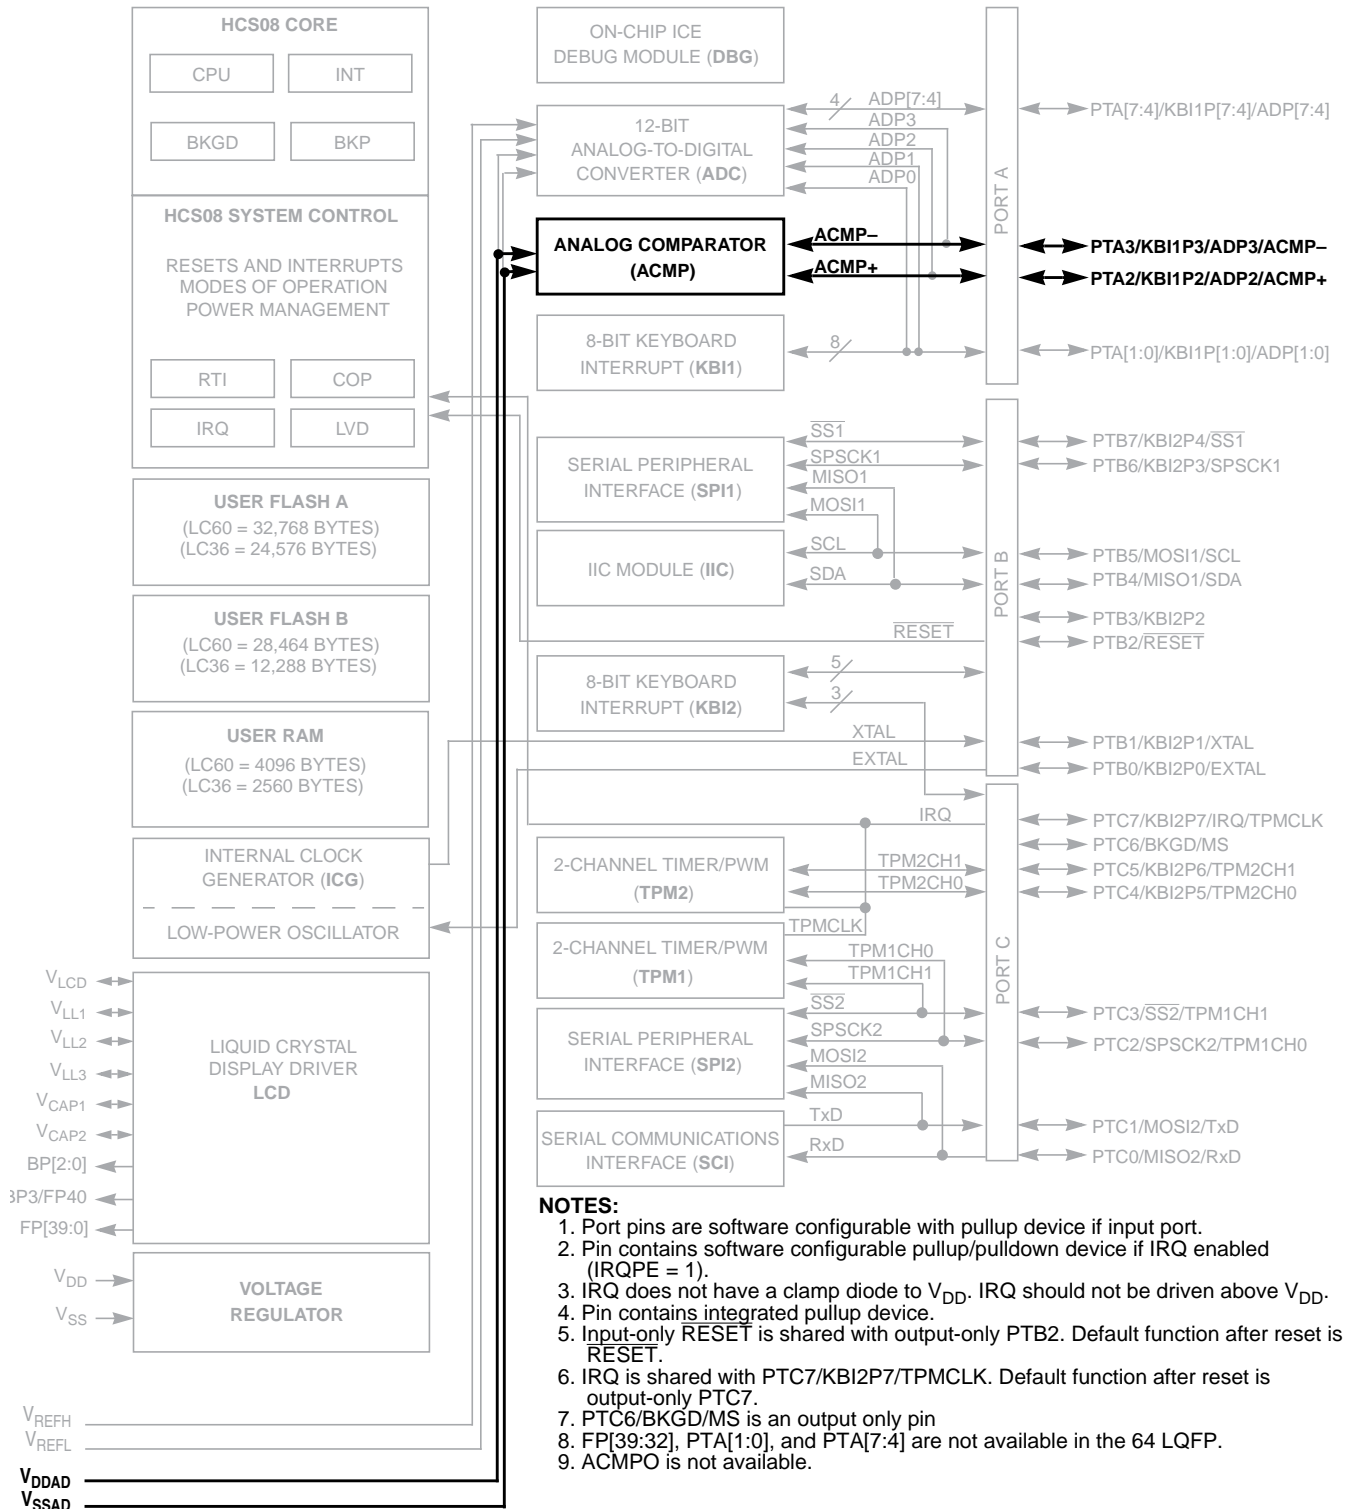 HCS08 CORE
CPU
INT
BKGD
BKP
HCS08 SYSTEM CONTROL
RESETS AND INTERRUPTS
MODES OF OPERATION
POWER MANAGEMENT
RTI
COP
IRQ
LVD
USER FLASH A
(LC60 = 32,768 BYTES)
(LC36 = 24,576 BYTES)
USER FLASH B
(LC60 = 28,464 BYTES)
(LC36 = 12,288 BYTES)
USER RAM
(LC60 = 4096 BYTES)
(LC36 = 2560 BYTES)
INTERNAL CLOCK
GENERATOR (ICG)
LOW-POWER OSCILLATOR
VLCD
VLL1
VLL2
VLL3
VCAP1
VCAP2
BP[2:0]
BP3/FP40
FP[39:0]
LIQUID CRYSTAL
DISPLAY DRIVER
LCD
VDD
VSS
VOLTAGE
REGULATOR
VREFH
VREFL
VDDAD
VSSAD
ON-CHIP ICE
DEBUG MODULE (DBG)
12-BIT
ANALOG-TO-DIGITAL
CONVERTER (ADC)
4
ADP[7:4]
ADP3
ADP2
ADP1
ADP0
ANALOG COMPARATOR
(ACMP)
ACMP–
ACMP+
8-BIT KEYBOARD
INTERRUPT (KBI1)
8
PORT A
PTA[7:4]/KBI1P[7:4]/ADP[7:4]
PTA3/KBI1P3/ADP3/ACMP–
PTA2/KBI1P2/ADP2/ACMP+
PTA[1:0]/KBI1P[1:0]/ADP[1:0]
SERIAL PERIPHERAL
INTERFACE (SPI1)
SS1
SPSCK1
MISO1
MOSI1
IIC MODULE (IIC)
SCL
SDA
RESET
8-BIT KEYBOARD
INTERRUPT (KBI2)
5
3
XTAL
EXTAL
PORT B
PTB7/KBI2P4/SS1
PTB6/KBI2P3/SPSCK1
PTB5/MOSI1/SCL
PTB4/MISO1/SDA
PTB3/KBI2P2
PTB2/RESET
PTB1/KBI2P1/XTAL
PTB0/KBI2P0/EXTAL
IRQ
2-CHANNEL TIMER/PWM
(TPM2)
TPM2CH1
TPM2CH0
TPMCLK
2-CHANNEL TIMER/PWM
(TPM1)
TPM1CH0
TPM1CH1
SERIAL PERIPHERAL
INTERFACE (SPI2)
SS2
SPSCK2
MOSI2
MISO2
SERIAL COMMUNICATIONS
INTERFACE (SCI)
TxD
RxD
PORT C
PTC7/KBI2P7/IRQ/TPMCLK
PTC6/BKGD/MS
PTC5/KBI2P6/TPM2CH1
PTC4/KBI2P5/TPM2CH0
PTC3/SS2/TPM1CH1
PTC2/SPSCK2/TPM1CH0
PTC1/MOSI2/TxD
PTC0/MISO2/RxD
NOTES:
1. Port pins are software configurable with pullup device if input port.
2. Pin contains software configurable pullup/pulldown device if IRQ enabled
(IRQPE = 1).
3. IRQ does not have a clamp diode to VDD. IRQ should not be driven above VDD.
4. Pin contains integrated pullup device.
5. Input-only RESET is shared with output-only PTB2. Default function after reset is
RESET.
6. IRQ is shared with PTC7/KBI2P7/TPMCLK. Default function after reset is
output-only PTC7.
7. PTC6/BKGD/MS is an output only pin
8. FP[39:32], PTA[1:0], and PTA[7:4] are not available in the 64 LQFP.
9. ACMPO is not available.